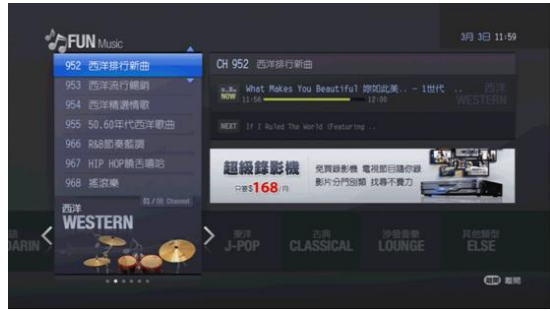 FUN Music
3月 3日 11:59
952 西洋排行新曲
953 西洋流行暢銷
954 西洋精選情歌
955 50.60年代西洋歌曲
966 R&B節奏藍調
967 HIP HOP饒舌嘻哈
968 搖滾樂
CH 952 西洋排行新曲
NOW What Makes You Beautiful 妳如此美.. - 1世代 ..
11:56 12:00
西洋
WESTERN
NEXT If I Ruled The World (Featuring ..
超級錄影機
只要$168/月
免買錄影機 電視節目隨你錄
影片分門別類 找尋不費力
Channel
西洋
WESTERN
DARIN
東洋
J-POP
古典
CLASSICAL
沙發音樂
LOUNGE
其他類型
ELSE
離開